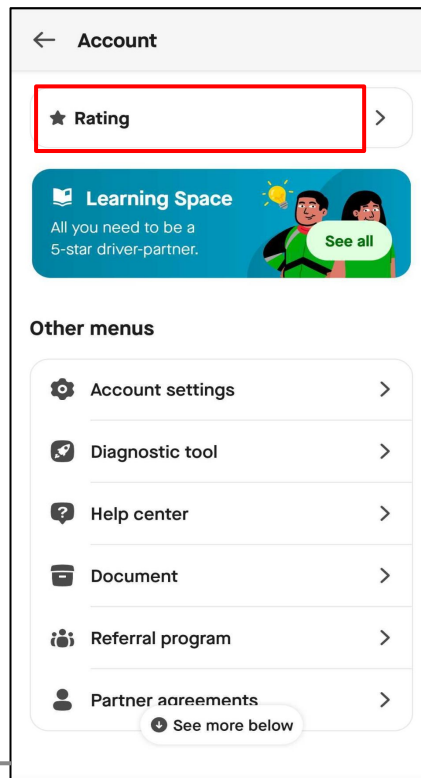 Account
Rating
Learning Space
All you need to be a
5-star driver-partner.
See all
Other menus
Account settings
Diagnostic tool
Help center
Document
Referral program
Partner agreements
See more below